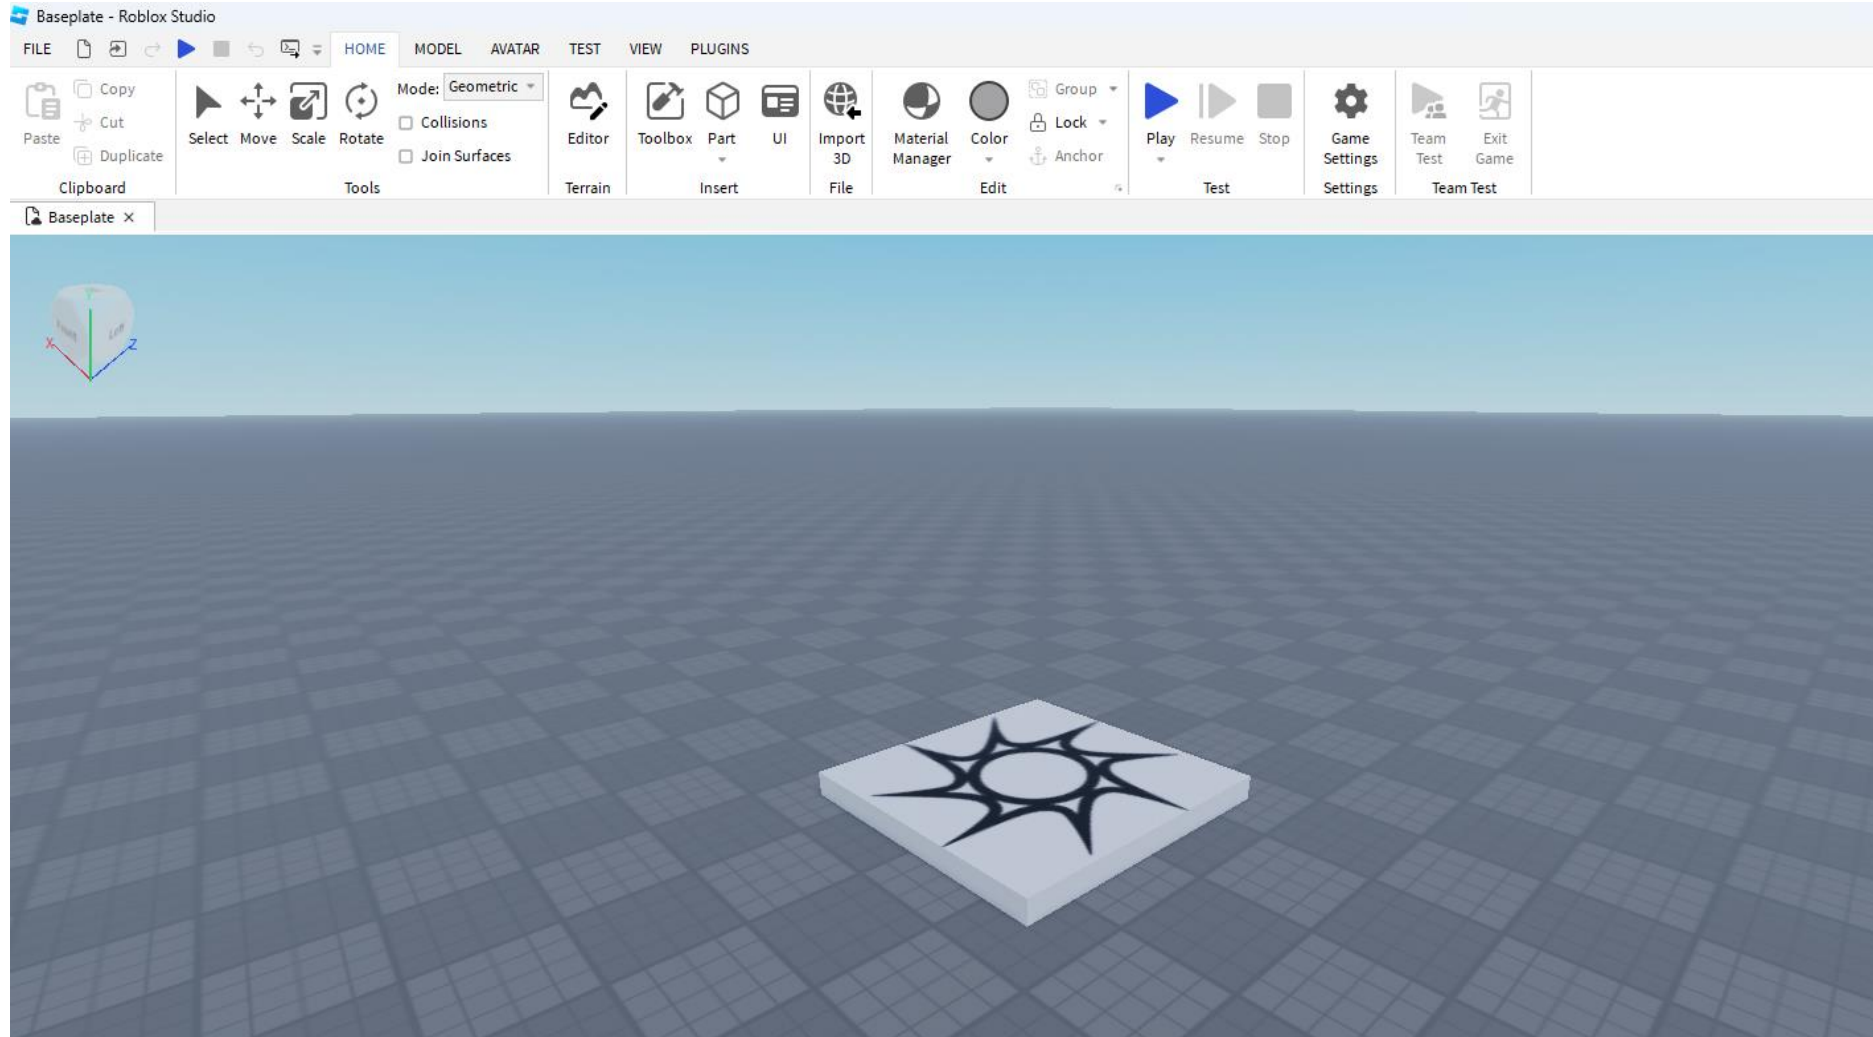 Baseplate - Roblox Studio
FILE HOME MODEL AVATAR TEST VIEW PLUGINS
Paste
Copy
Cut
Duplicate
Clipboard
Select Move Scale Rotate
Mode: Geometric
Collisions
Join Surfaces
Tools
Editor
Terrain
Toolbox Part UI
Insert
Import
3D
File
Material
Manager
Color
Group
Lock
Anchor
Edit
Play Resume Stop
Test
Game
Settings
Settings
Team
Test
Exit
Game
Team Test
Baseplate
Y
X
Z